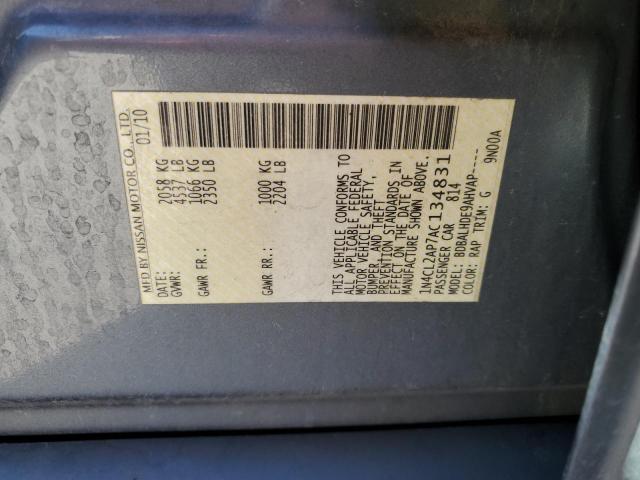 MFD BY NISSAN MOTOR CO., LTD.
DATE: 01/10
GVWR: 2058 KG
4537 LB
GAWR FR: 1066 KG
2350 LB
GAWR RR: 1000 KG
2204 LB
THIS VEHICLE CONFORMS TO
ALL APPLICABLE FEDERAL
MOTOR VEHICLE SAFETY,
BUMPER, AND THEFT
PREVENTION STANDARDS IN
EFFECT ON THE DATE OF
MANUFACTURE SHOWN ABOVE.
1N4CL2AP7AC134831
PASSENGER CAR 814
MODEL: BDBALHDE9AHVAP----
COLOR: RAP TRIM: G 9N00A